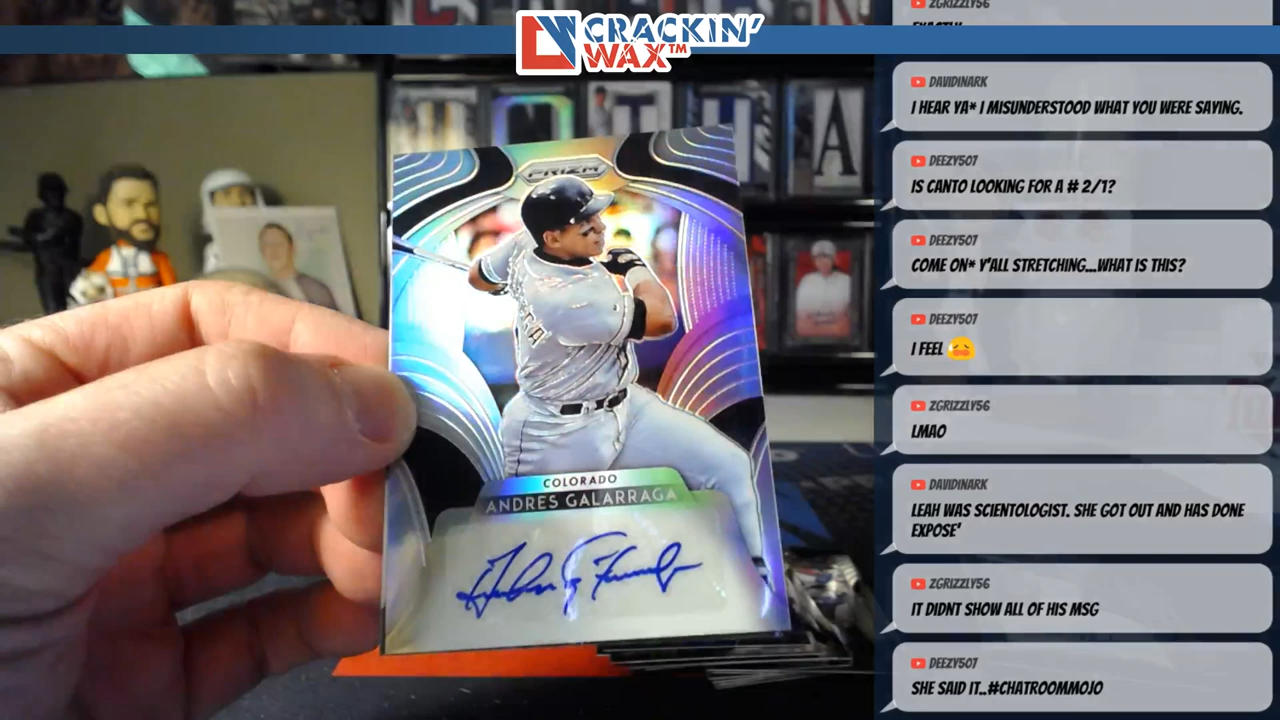 CRACKIN'
WAX™
ZGRIZZLY56
EXACTLY
DAVIDINARK
I HEAR YA* I MISUNDERSTOOD WHAT YOU WERE SAYING.
DEEZY507
IS CANTO LOOKING FOR A # 2/1?
DEEZY507
COME ON* Y'ALL STRETCHING...WHAT IS THIS?
DEEZY507
I FEEL 😩
ZGRIZZLY56
LMAO
DAVIDINARK
LEAH WAS SCIENTOLOGIST. SHE GOT OUT AND HAS DONE
EXPOSE'
ZGRIZZLY56
IT DIDNT SHOW ALL OF HIS MSG
DEEZY507
SHE SAID IT..#CHATROOMMOJO
A
PRIZM
COLORADO
ANDRES GALARRAGA